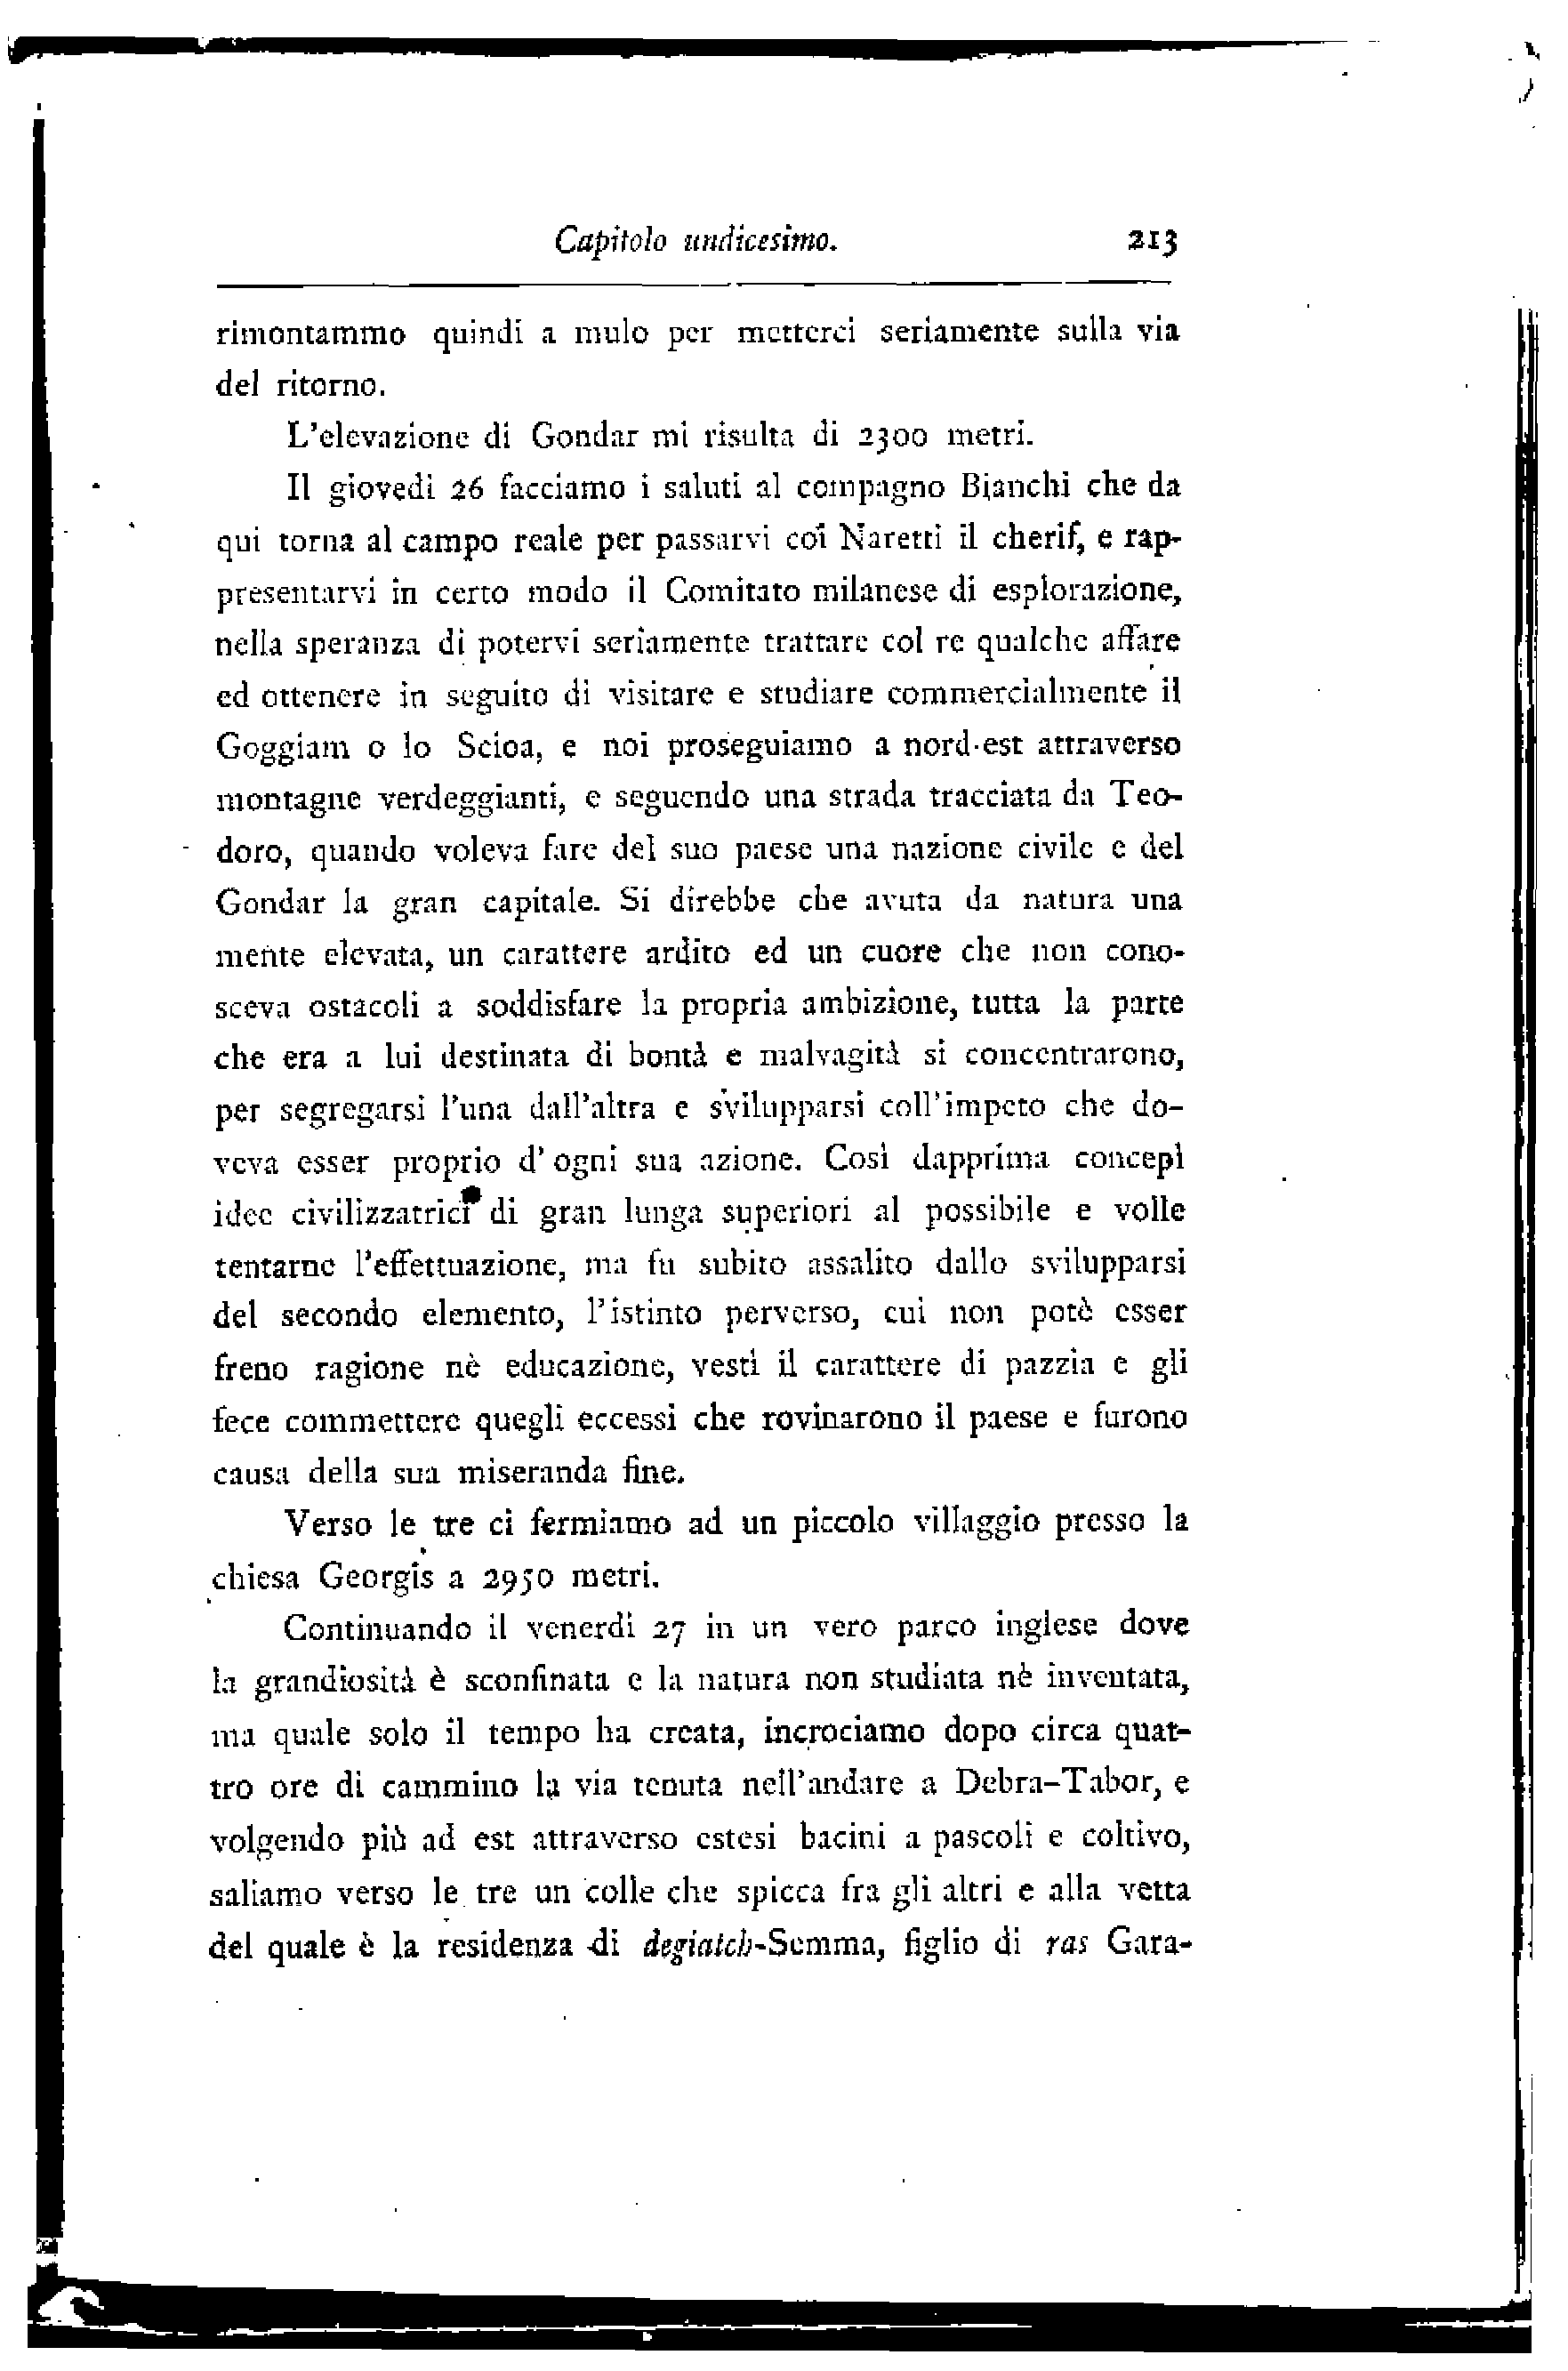 Capitolo undicesimo. 213
rimontammo quindi a mulo per metterci seriamente sulla via
del ritorno.
L'elevazione di Gondar mi risulta di 2300 metri.
Il giovedì 26 facciamo i saluti al compagno Bianchi che da
qui torna al campo reale per passarvi coi Naretti il cherif, e rap-
presentarvi in certo modo il Comitato milanese di esplorazione,
nella speranza di potervi seriamente trattare col re qualche affare
ed ottenere in seguito di visitare e studiare commercialmente il
Goggiam o lo Scioa, e noi proseguiamo a nord-est attraverso
montagne verdeggianti, e seguendo una strada tracciata da Teo-
doro, quando voleva fare del suo paese una nazione civile e del
Gondar la gran capitale. Si direbbe che avuta da natura una
mente elevata, un carattere ardito ed un cuore che non cono-
sceva ostacoli a soddisfare la propria ambizione, tutta la parte
che era a lui destinata di bontà e malvagità si concentrarono,
per segregarsi l'una dall'altra e svilupparsi coll'impeto che do-
veva esser proprio d'ogni sua azione. Così dapprima concepì
idee civilizzatrici di gran lunga superiori al possibile e volle
tentarne l'effettuazione, ma fu subito assalito dallo svilupparsi
del secondo elemento, l'istinto perverso, cui non potè esser
freno ragione nè educazione, vestì il carattere di pazzia e gli
fece commettere quegli eccessi che rovinarono il paese e furono
causa della sua miseranda fine.
Verso le tre ci fermiamo ad un piccolo villaggio presso la
chiesa Georgis a 2950 metri.
Continuando il venerdì 27 in un vero parco inglese dove
la grandiosità è sconfinata e la natura non studiata nè inventata,
ma quale solo il tempo ha creata, incrociamo dopo circa quat-
tro ore di cammino la via tenuta nell'andare a Debra-Tabor, e
volgendo più ad est attraverso estesi bacini a pascoli e coltivo,
saliamo verso le tre un colle che spicca fra gli altri e alla vetta
del quale è la residenza di degiatch-Semma, figlio di ras Gara-